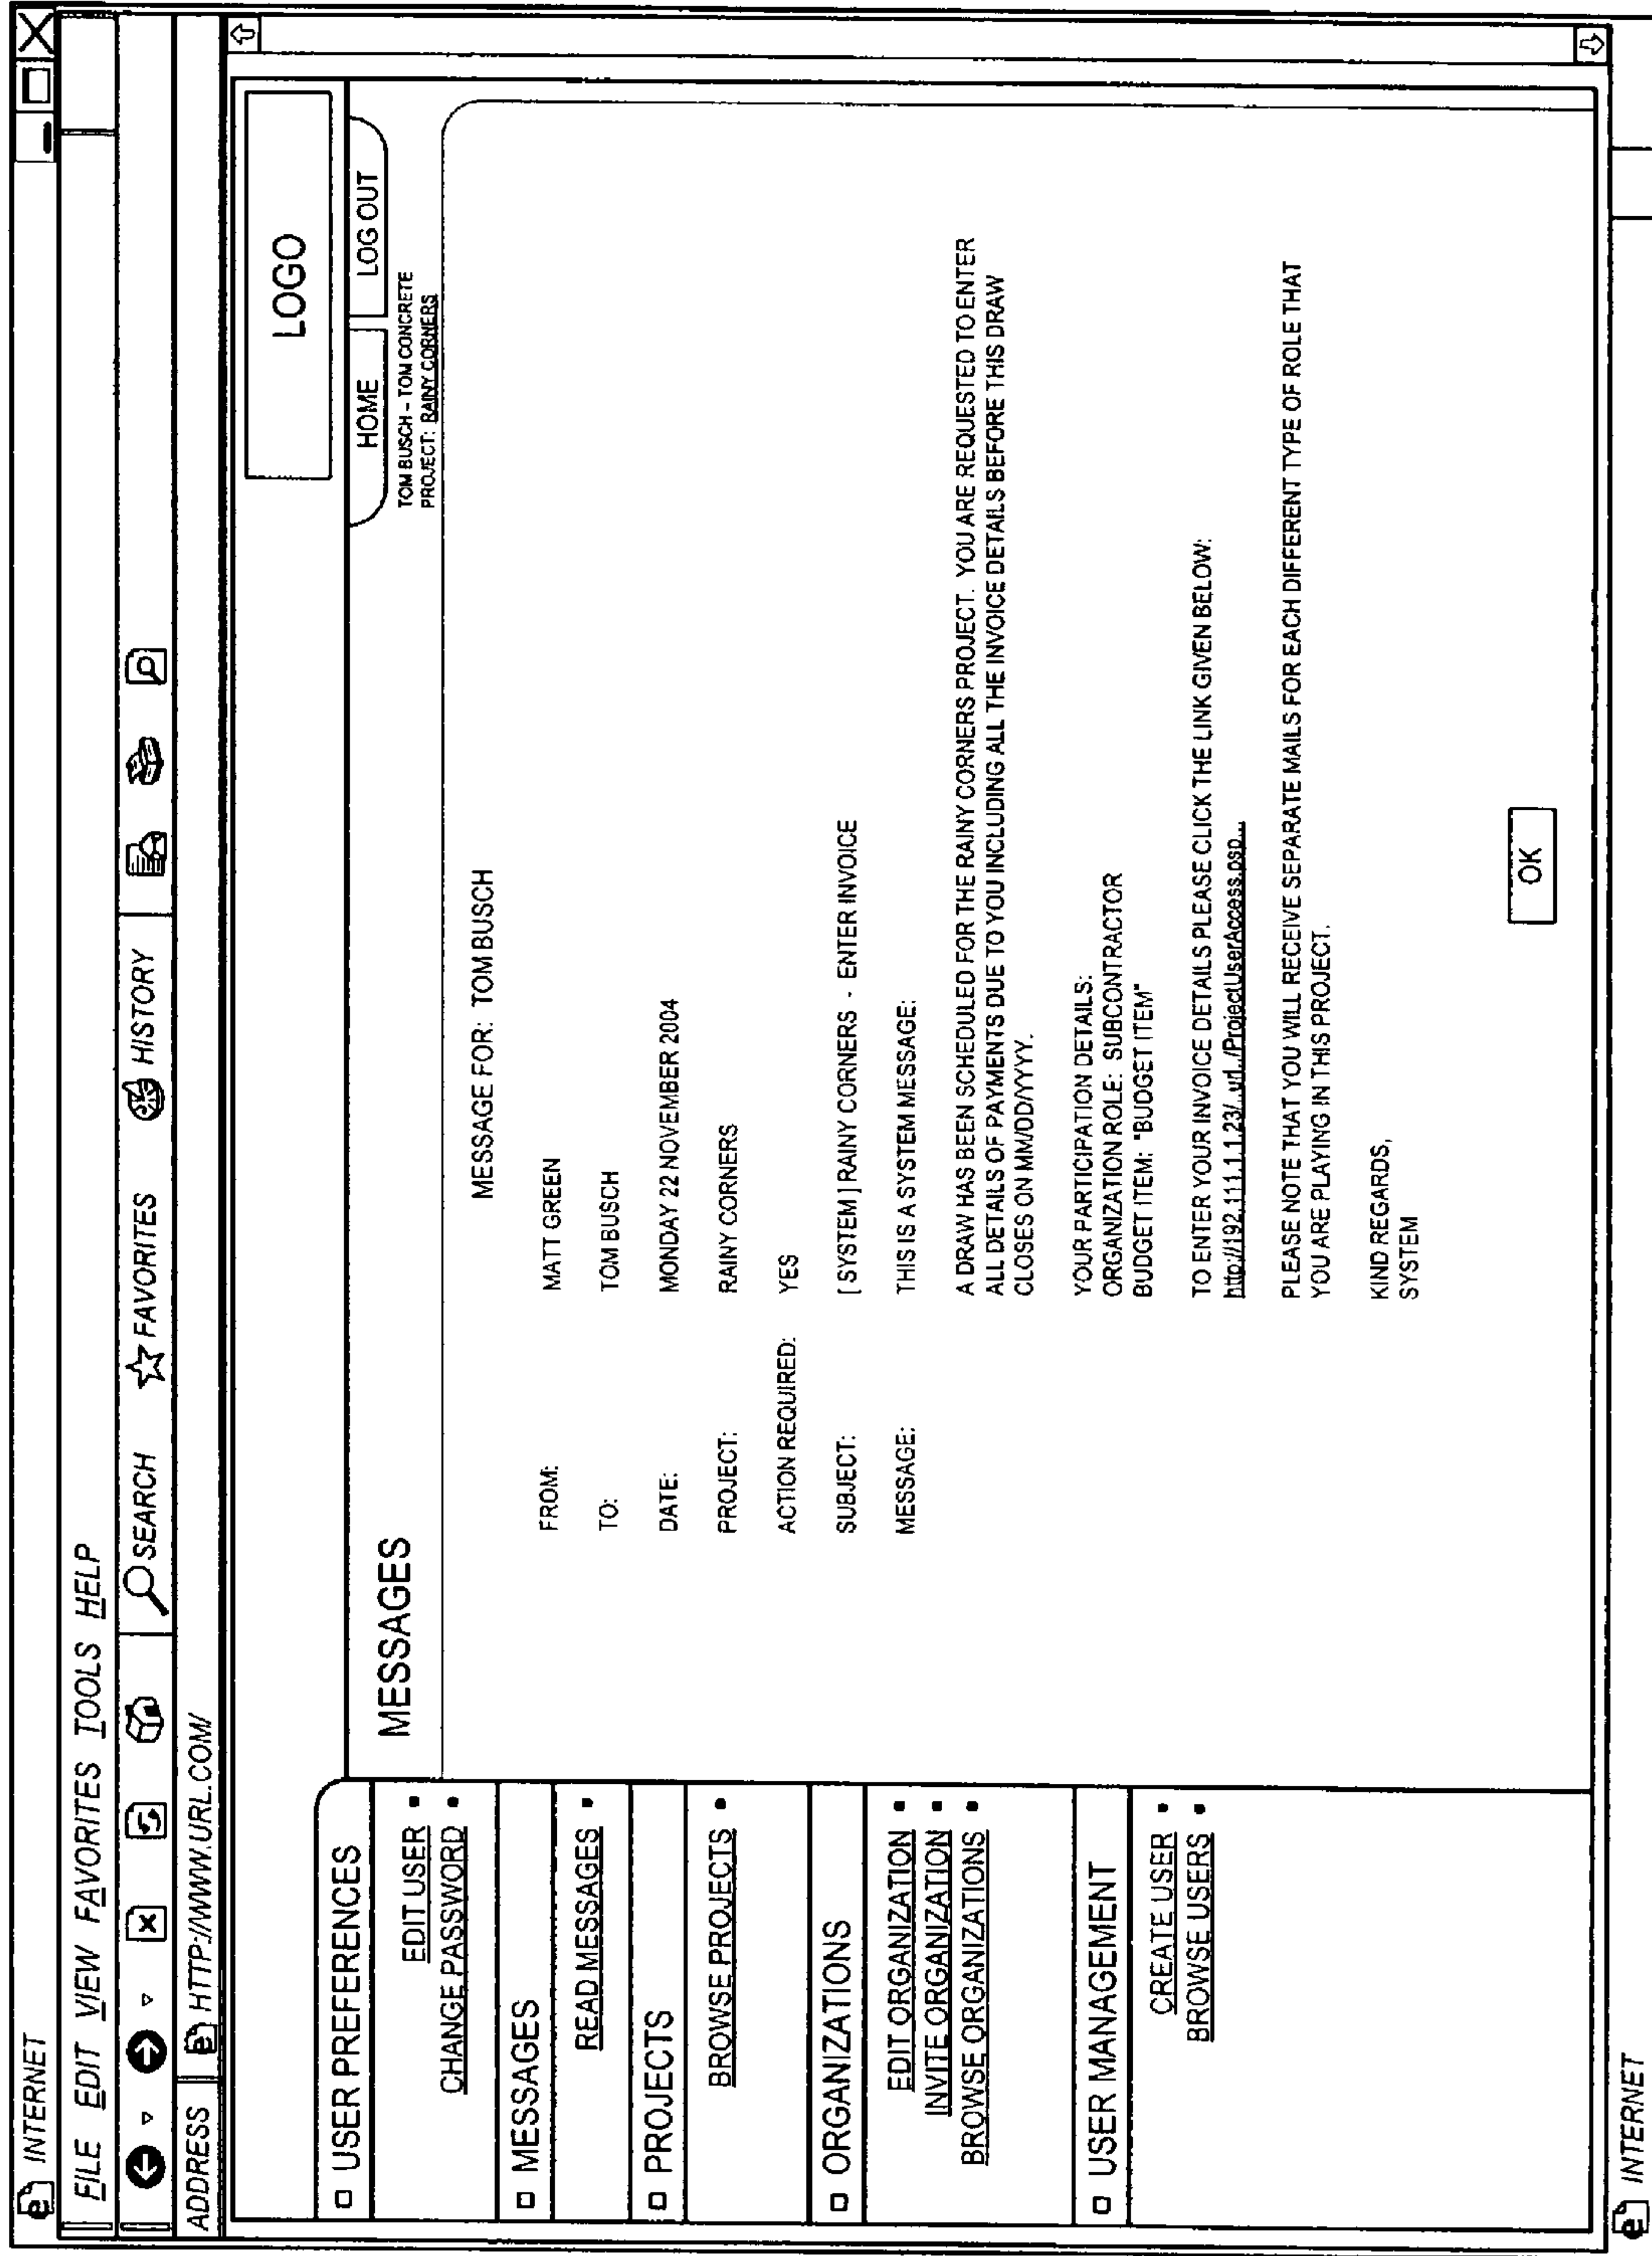 INTERNET
FILE EDIT VIEW FAVORITES TOOLS HELP
SEARCH FAVORITES HISTORY
ADDRESS HTTP://WWW.URL.COM/
LOGO
HOME LOG OUT
TOM BUSCH - TOM CONCRETE
PROJECT: RAINY CORNERS
USER PREFERENCES
EDIT USER
CHANGE PASSWORD
MESSAGES
READ MESSAGES
PROJECTS
BROWSE PROJECTS
ORGANIZATIONS
EDIT ORGANIZATION
INVITE ORGANIZATION
BROWSE ORGANIZATIONS
USER MANAGEMENT
CREATE USER
BROWSE USERS
MESSAGES
MESSAGE FOR: TOM BUSCH
FROM: MATT GREEN
TO: TOM BUSCH
DATE: MONDAY 22 NOVEMBER 2004
PROJECT: RAINY CORNERS
ACTION REQUIRED: YES
SUBJECT: [ SYSTEM ] RAINY CORNERS - ENTER INVOICE
MESSAGE: THIS IS A SYSTEM MESSAGE:
A DRAW HAS BEEN SCHEDULED FOR THE RAINY CORNERS PROJECT. YOU ARE REQUESTED TO ENTER
ALL DETAILS OF PAYMENTS DUE TO YOU INCLUDING ALL THE INVOICE DETAILS BEFORE THIS DRAW
CLOSES ON MM/DD/YYYY.
YOUR PARTICIPATION DETAILS:
ORGANIZATION ROLE: SUBCONTRACTOR
BUDGET ITEM: "BUDGET ITEM"
TO ENTER YOUR INVOICE DETAILS PLEASE CLICK THE LINK GIVEN BELOW:
http://192.111.1.23/..url../ProjectUserAccess.psp...
PLEASE NOTE THAT YOU WILL RECEIVE SEPARATE MAILS FOR EACH DIFFERENT TYPE OF ROLE THAT
YOU ARE PLAYING IN THIS PROJECT.
KIND REGARDS,
SYSTEM
OK
INTERNET